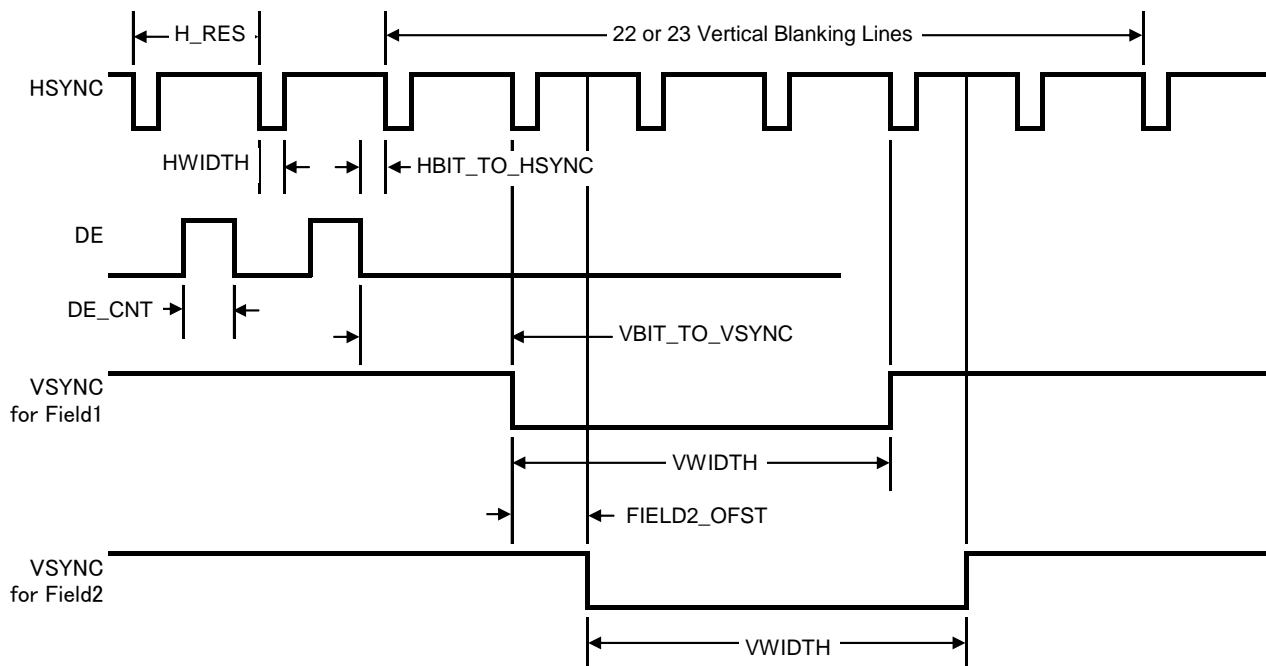 H_RES
22 or 23 Vertical Blanking Lines
HSYNC
HWIDTH
HBIT_TO_HSYNC
DE
DE_CNT
VBIT_TO_VSYNC
VSYNC
for Field1
VWIDTH
FIELD2_OFST
VSYNC
for Field2
VWIDTH